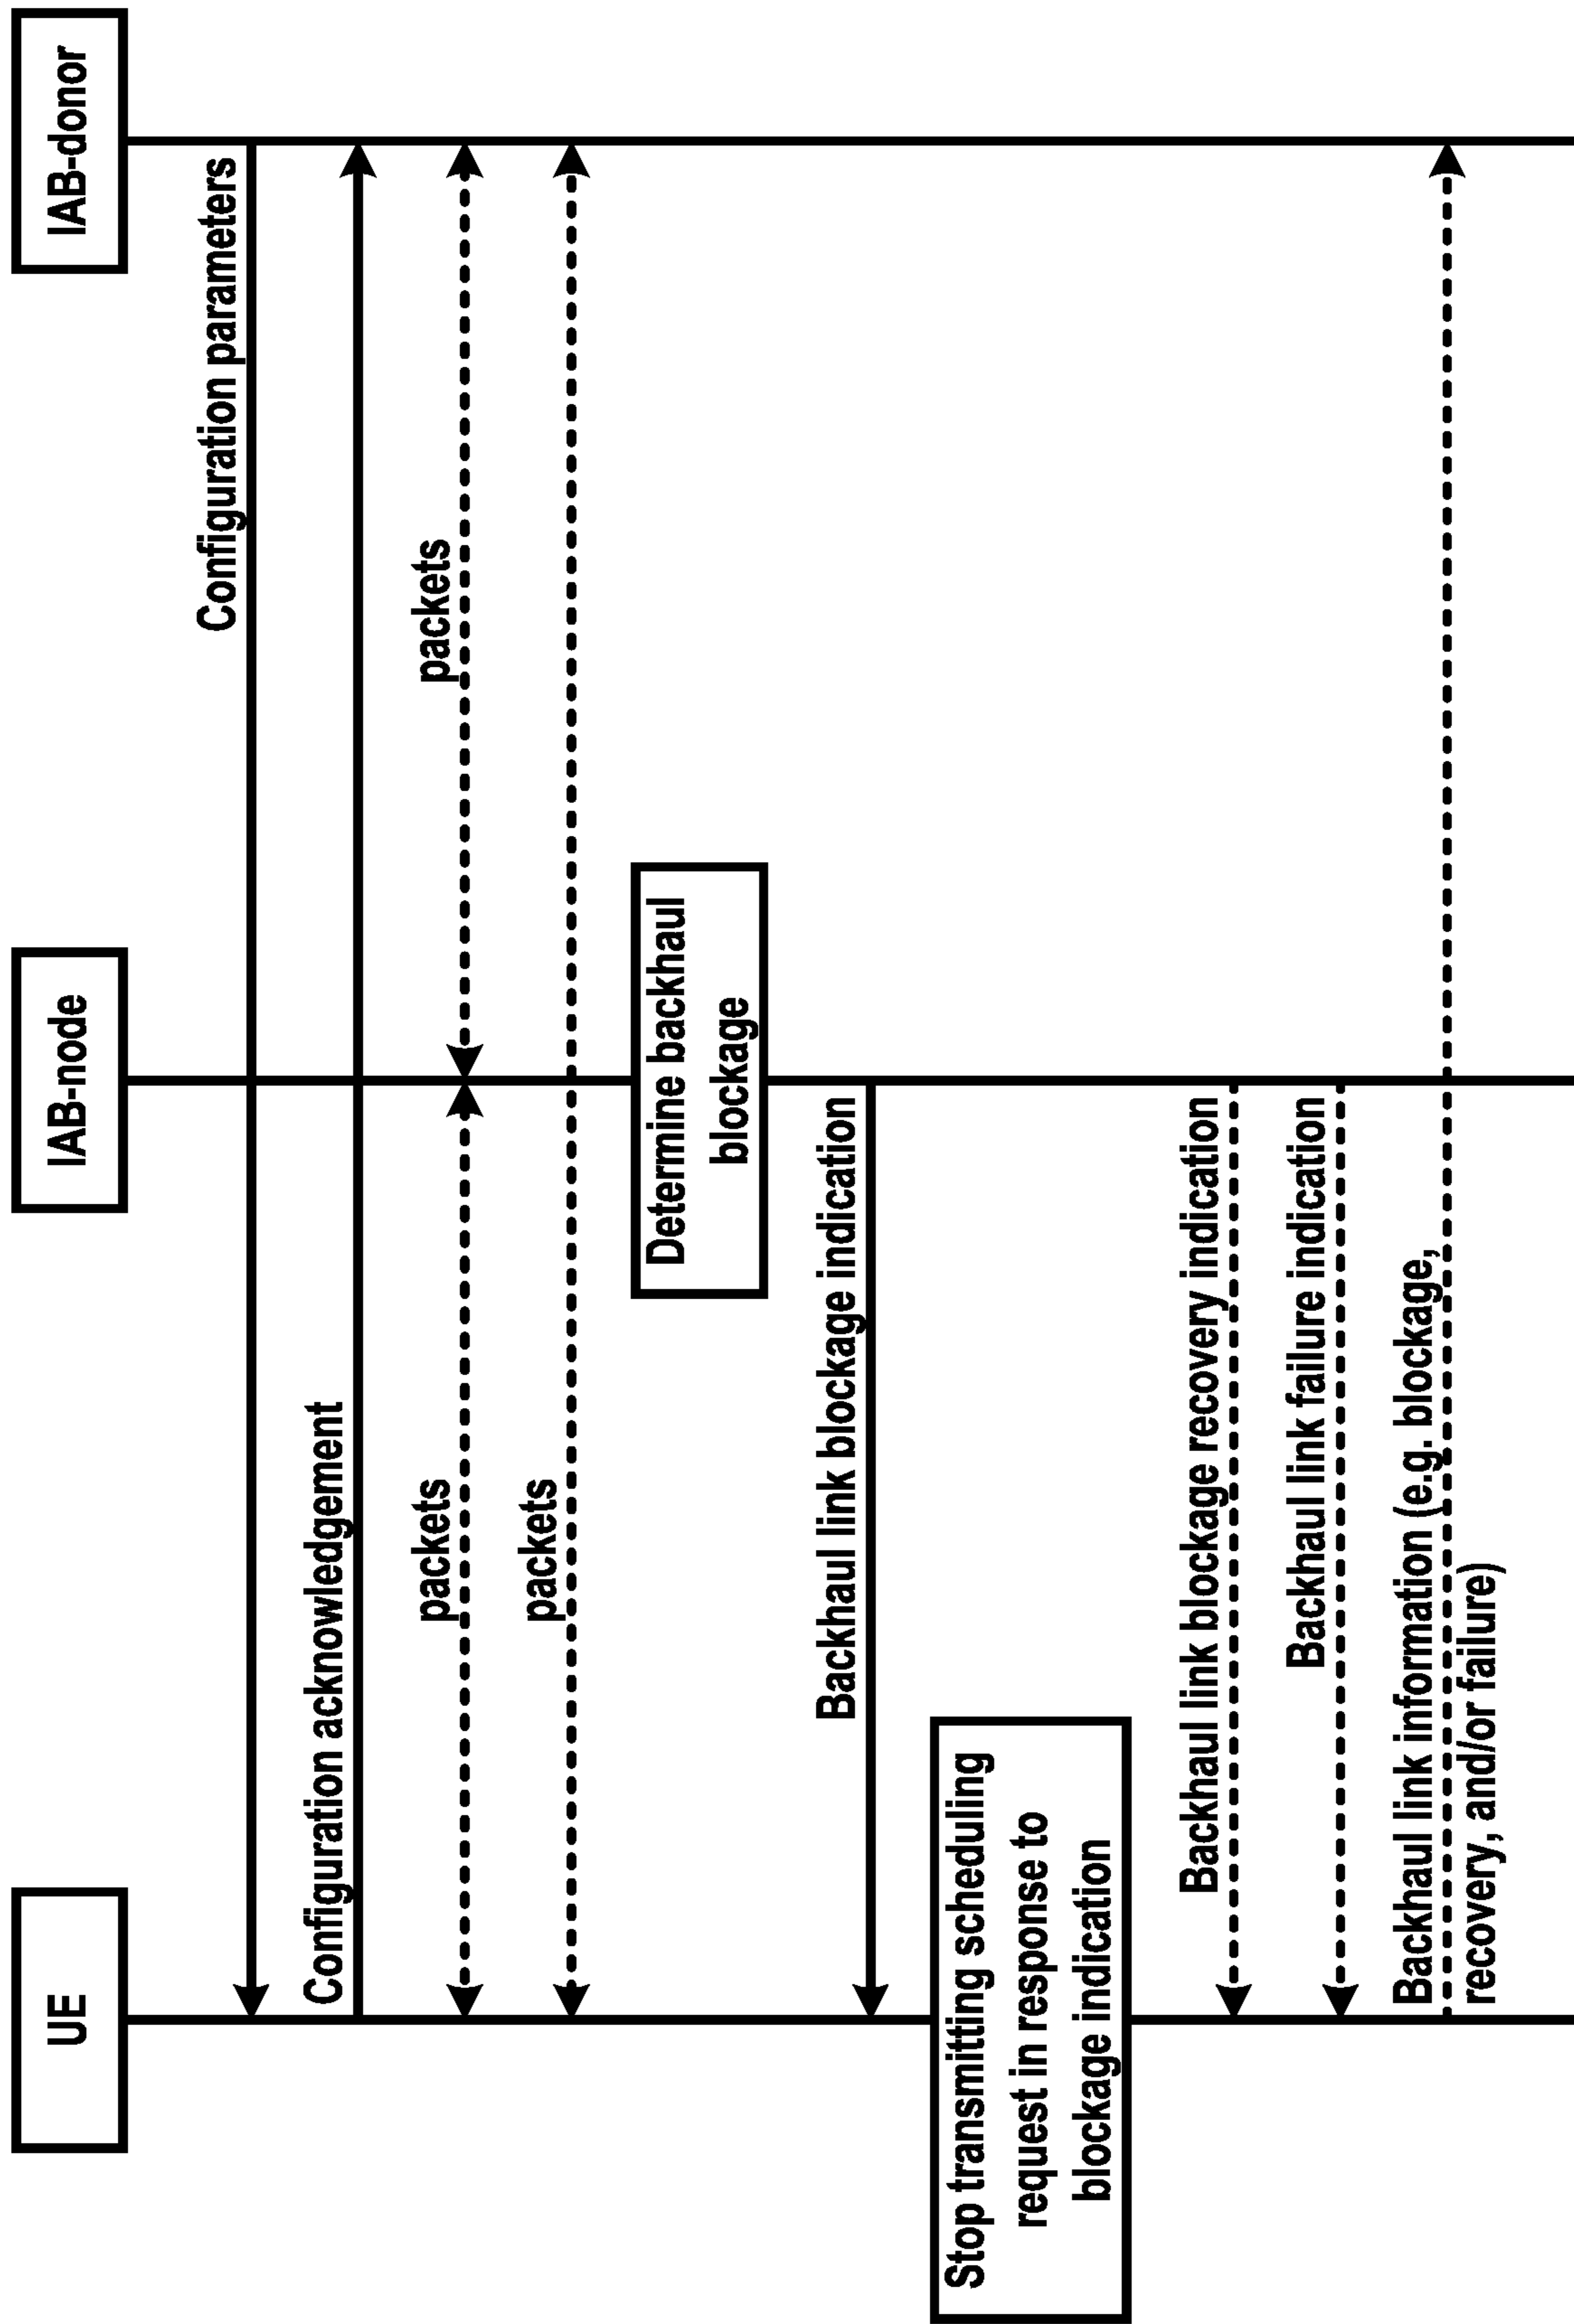 UE
IAB-node
IAB-donor
Configuration parameters
Configuration acknowledgement
packets
packets
packets
Determine backhaul
blockage
Backhaul link blockage indication
Stop transmitting scheduling
request in response to
blockage indication
Backhaul link blockage recovery indication
Backhaul link failure indication
Backhaul link information (e.g. blockage,
recovery, and/or failure)